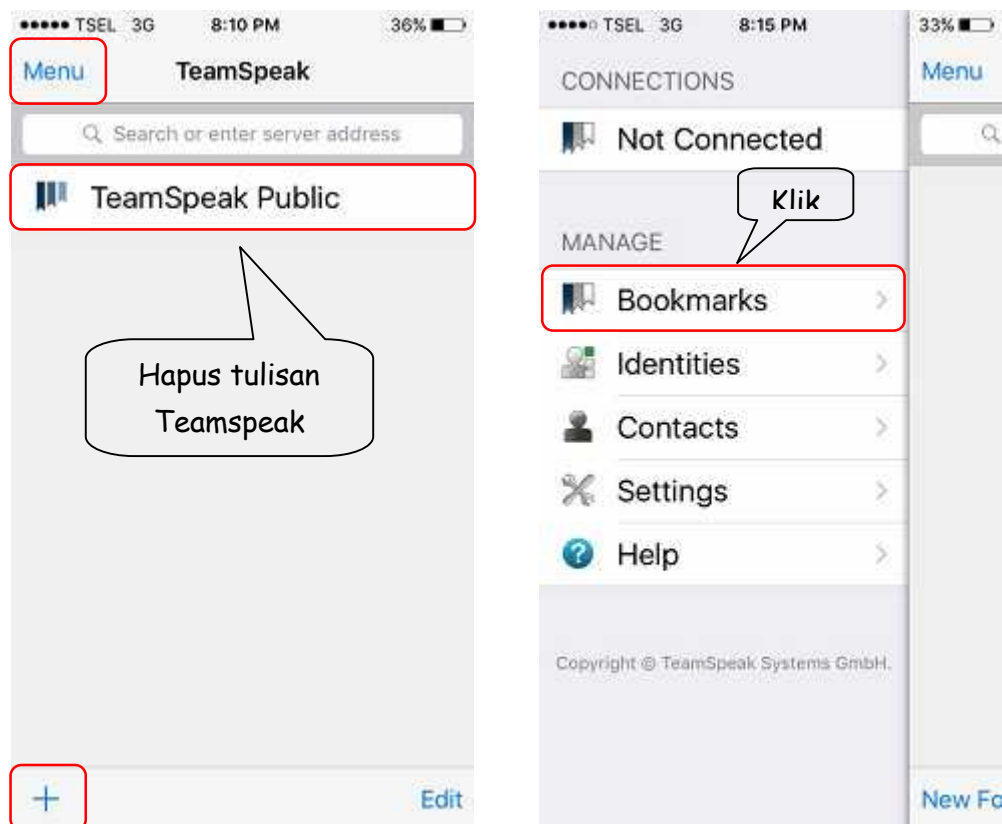 TSEL 3G 8:10 PM 36%
Menu TeamSpeak
Search or enter server address
TeamSpeak Public
Hapus tulisan
Teamspeak
+ Edit
TSEL 3G 8:15 PM 33%
CONNECTIONS
Menu
Not Connected
Klik
MANAGE
Bookmarks
Identities
Contacts
Settings
Help
Copyright © TeamSpeak Systems GmbH.
New Fo